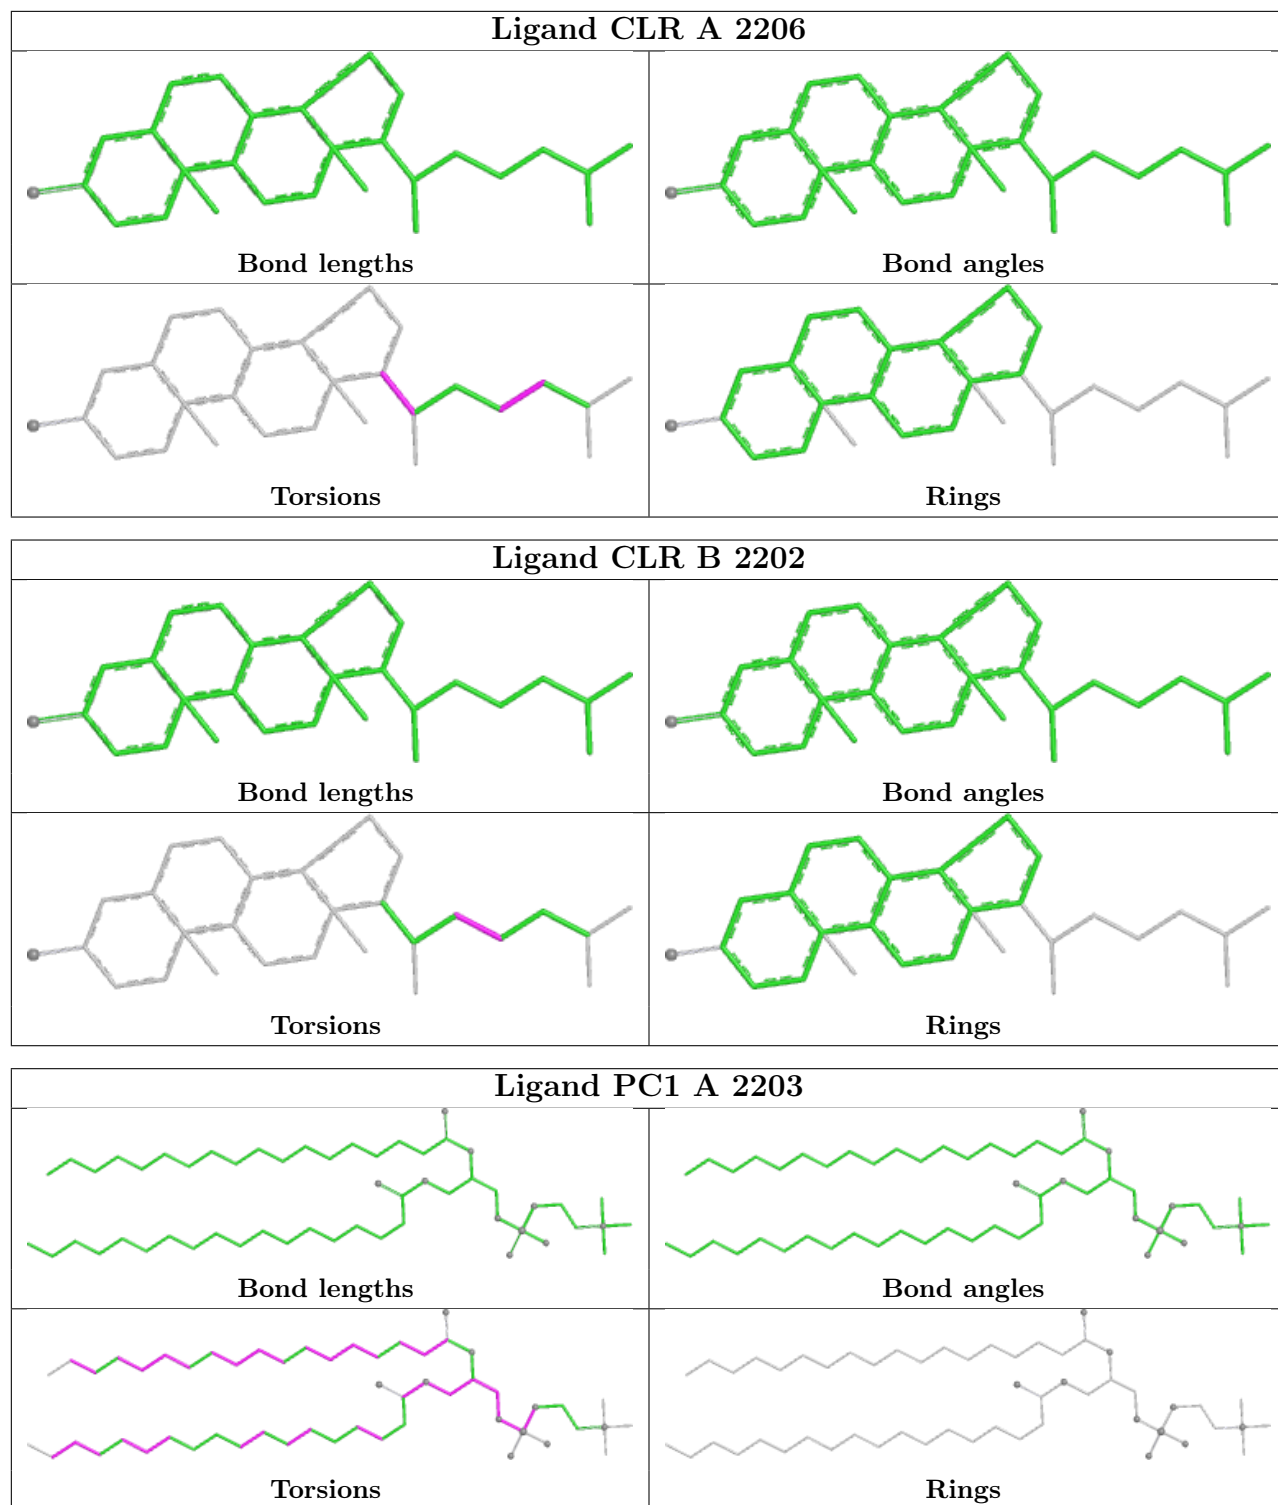 Ligand CLR A 2206
Bond lengths
Bond angles
Torsions
Rings
Ligand CLR B 2202
Bond lengths
Bond angles
Torsions
Rings
Ligand PC1 A 2203
Bond lengths
Bond angles
Torsions
Rings